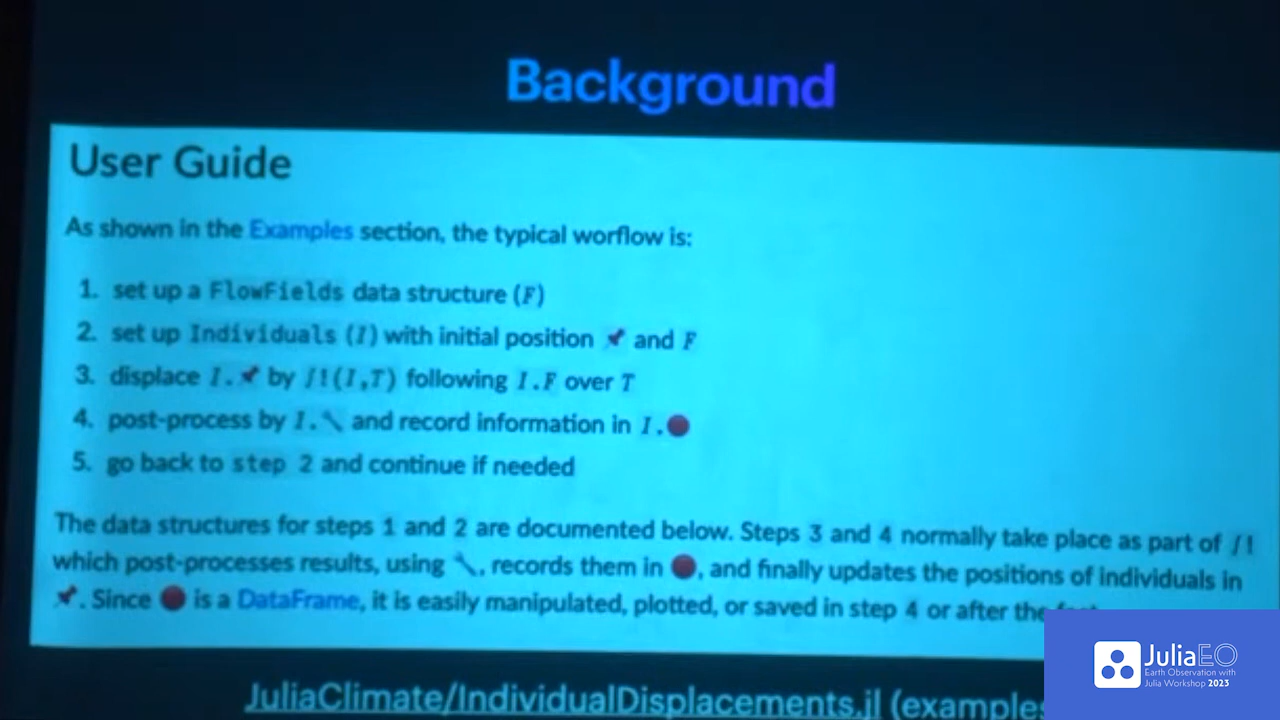 Background
User Guide
As shown in the Examples section, the typical worflow is:
1. set up a FlowFields data structure (F)
2. set up Individuals (I) with initial position 📌 and F
3. displace I.📌 by ∫!(I,T) following I.F over T
4. post-process by I.🔧 and record information in I.🔴
5. go back to step 2 and continue if needed
The data structures for steps 1 and 2 are documented below. Steps 3 and 4 normally take place as part of ∫!
which post-processes results, using 🔧, records them in 🔴, and finally updates the positions of individuals in
📌. Since 🔴 is a DataFrame, it is easily manipulated, plotted, or saved in step 4 or after the
JuliaClimate/IndividualDisplacements.jl (examples
JuliaEO
Earth Observation with
Julia Workshop 2023